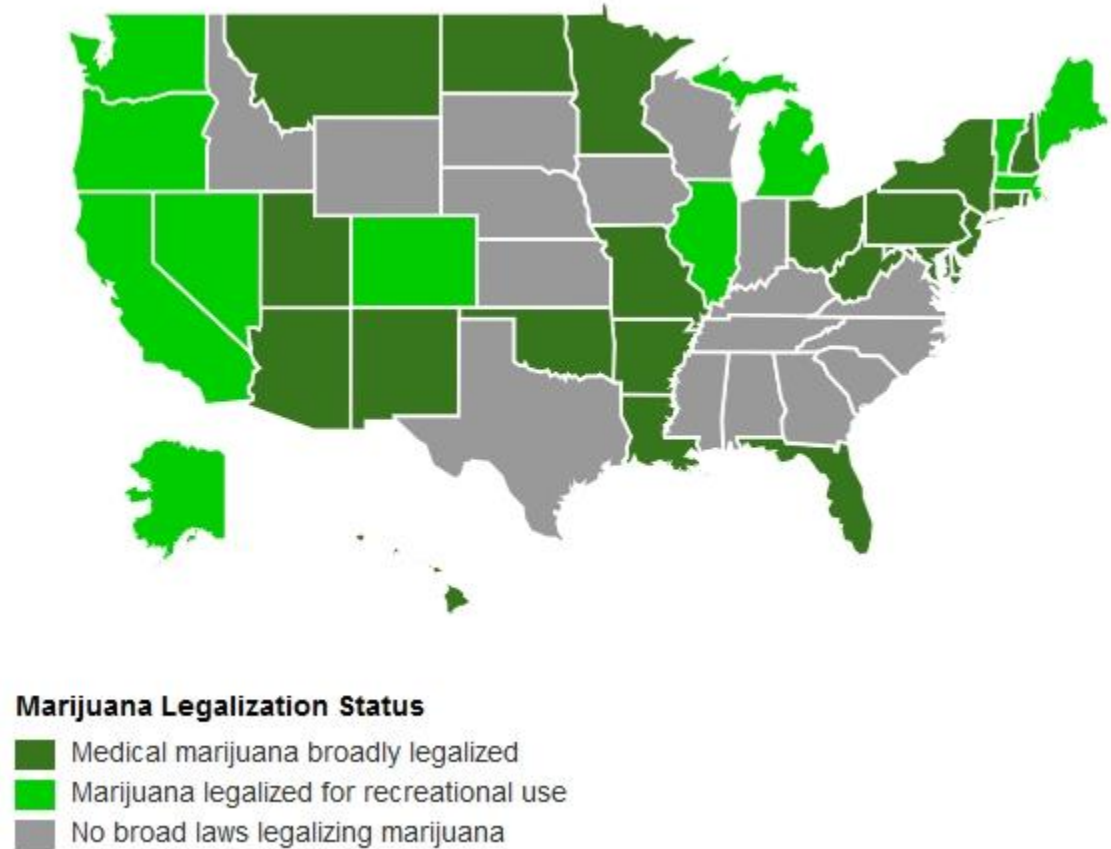 Marijuana Legalization Status
Medical marijuana broadly legalized
Marijuana legalized for recreational use
No broad laws legalizing marijuana